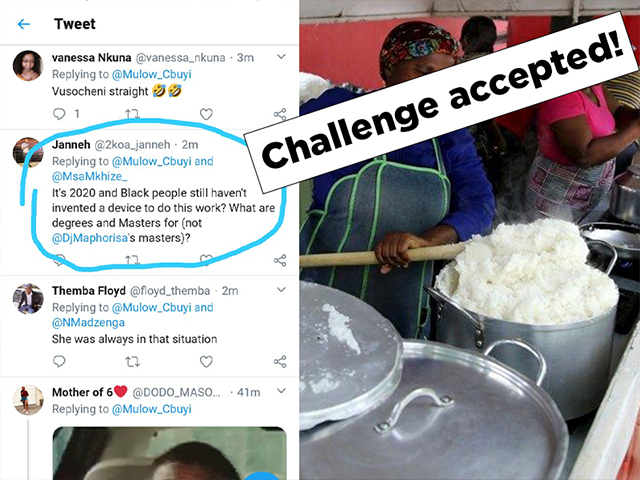 Tweet
vanessa Nkuna @vanessa_nkuna · 3m
Replying to @Mulow_Cbuyi
Vusocheni straight 🤣🤣
1
Janneh @2koa_janneh · 2m
Replying to @Mulow_Cbuyi and
@MsaMkhize_
It's 2020 and Black people still haven't
invented a device to do this work? What are
degrees and Masters for (not
@DjMaphorisa's masters)?
Themba Floyd @floyd_themba · 2m
Replying to @Mulow_Cbuyi and
@NMadzenga
She was always in that situation
Mother of 6❤️ @DODO_MASO... · 41m
Replying to @Mulow_Cbuyi
Challenge accepted!